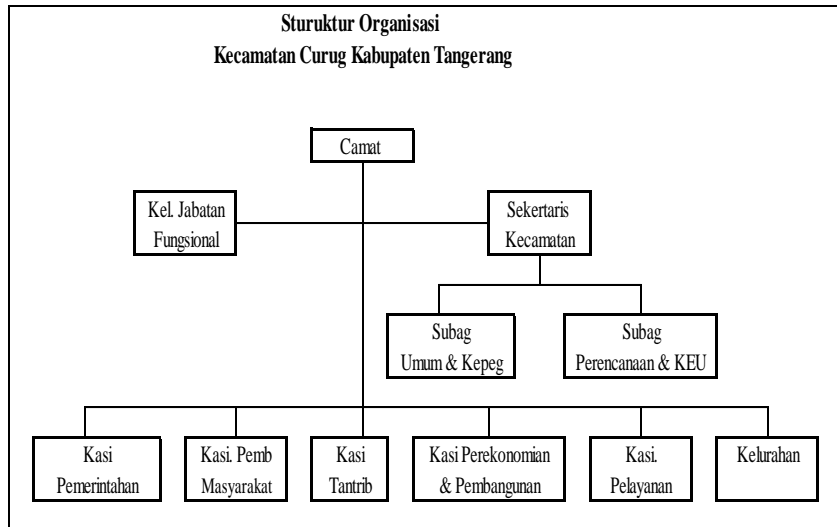 Sturuktur Organisasi
Kecamatan Curug Kabupaten Tangerang
Camat
Kel. Jabatan
Fungsional
Sekertaris
Kecamatan
Subag
Umum & Kepeg
Subag
Perencanaan & KEU
Kasi
Pemerintahan
Kasi. Pemb
Masyarakat
Kasi
Tantrib
Kasi Perekonomian
& Pembangunan
Kasi.
Pelayanan
Kelurahan